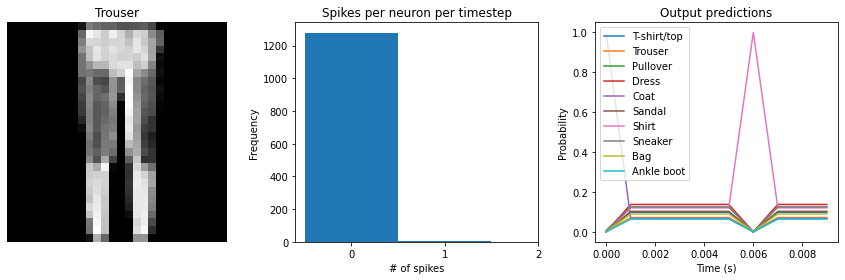 Trouser
Spikes per neuron per timestep
Frequency
1200
1000
800
600
400
200
0
0
1
2
# of spikes
Output predictions
Probability
1.0
0.8
0.6
0.4
0.2
0.0
T-shirt/top
Trouser
Pullover
Dress
Coat
Sandal
Shirt
Sneaker
Bag
Ankle boot
0.000
0.002
0.004
0.006
0.008
Time (s)